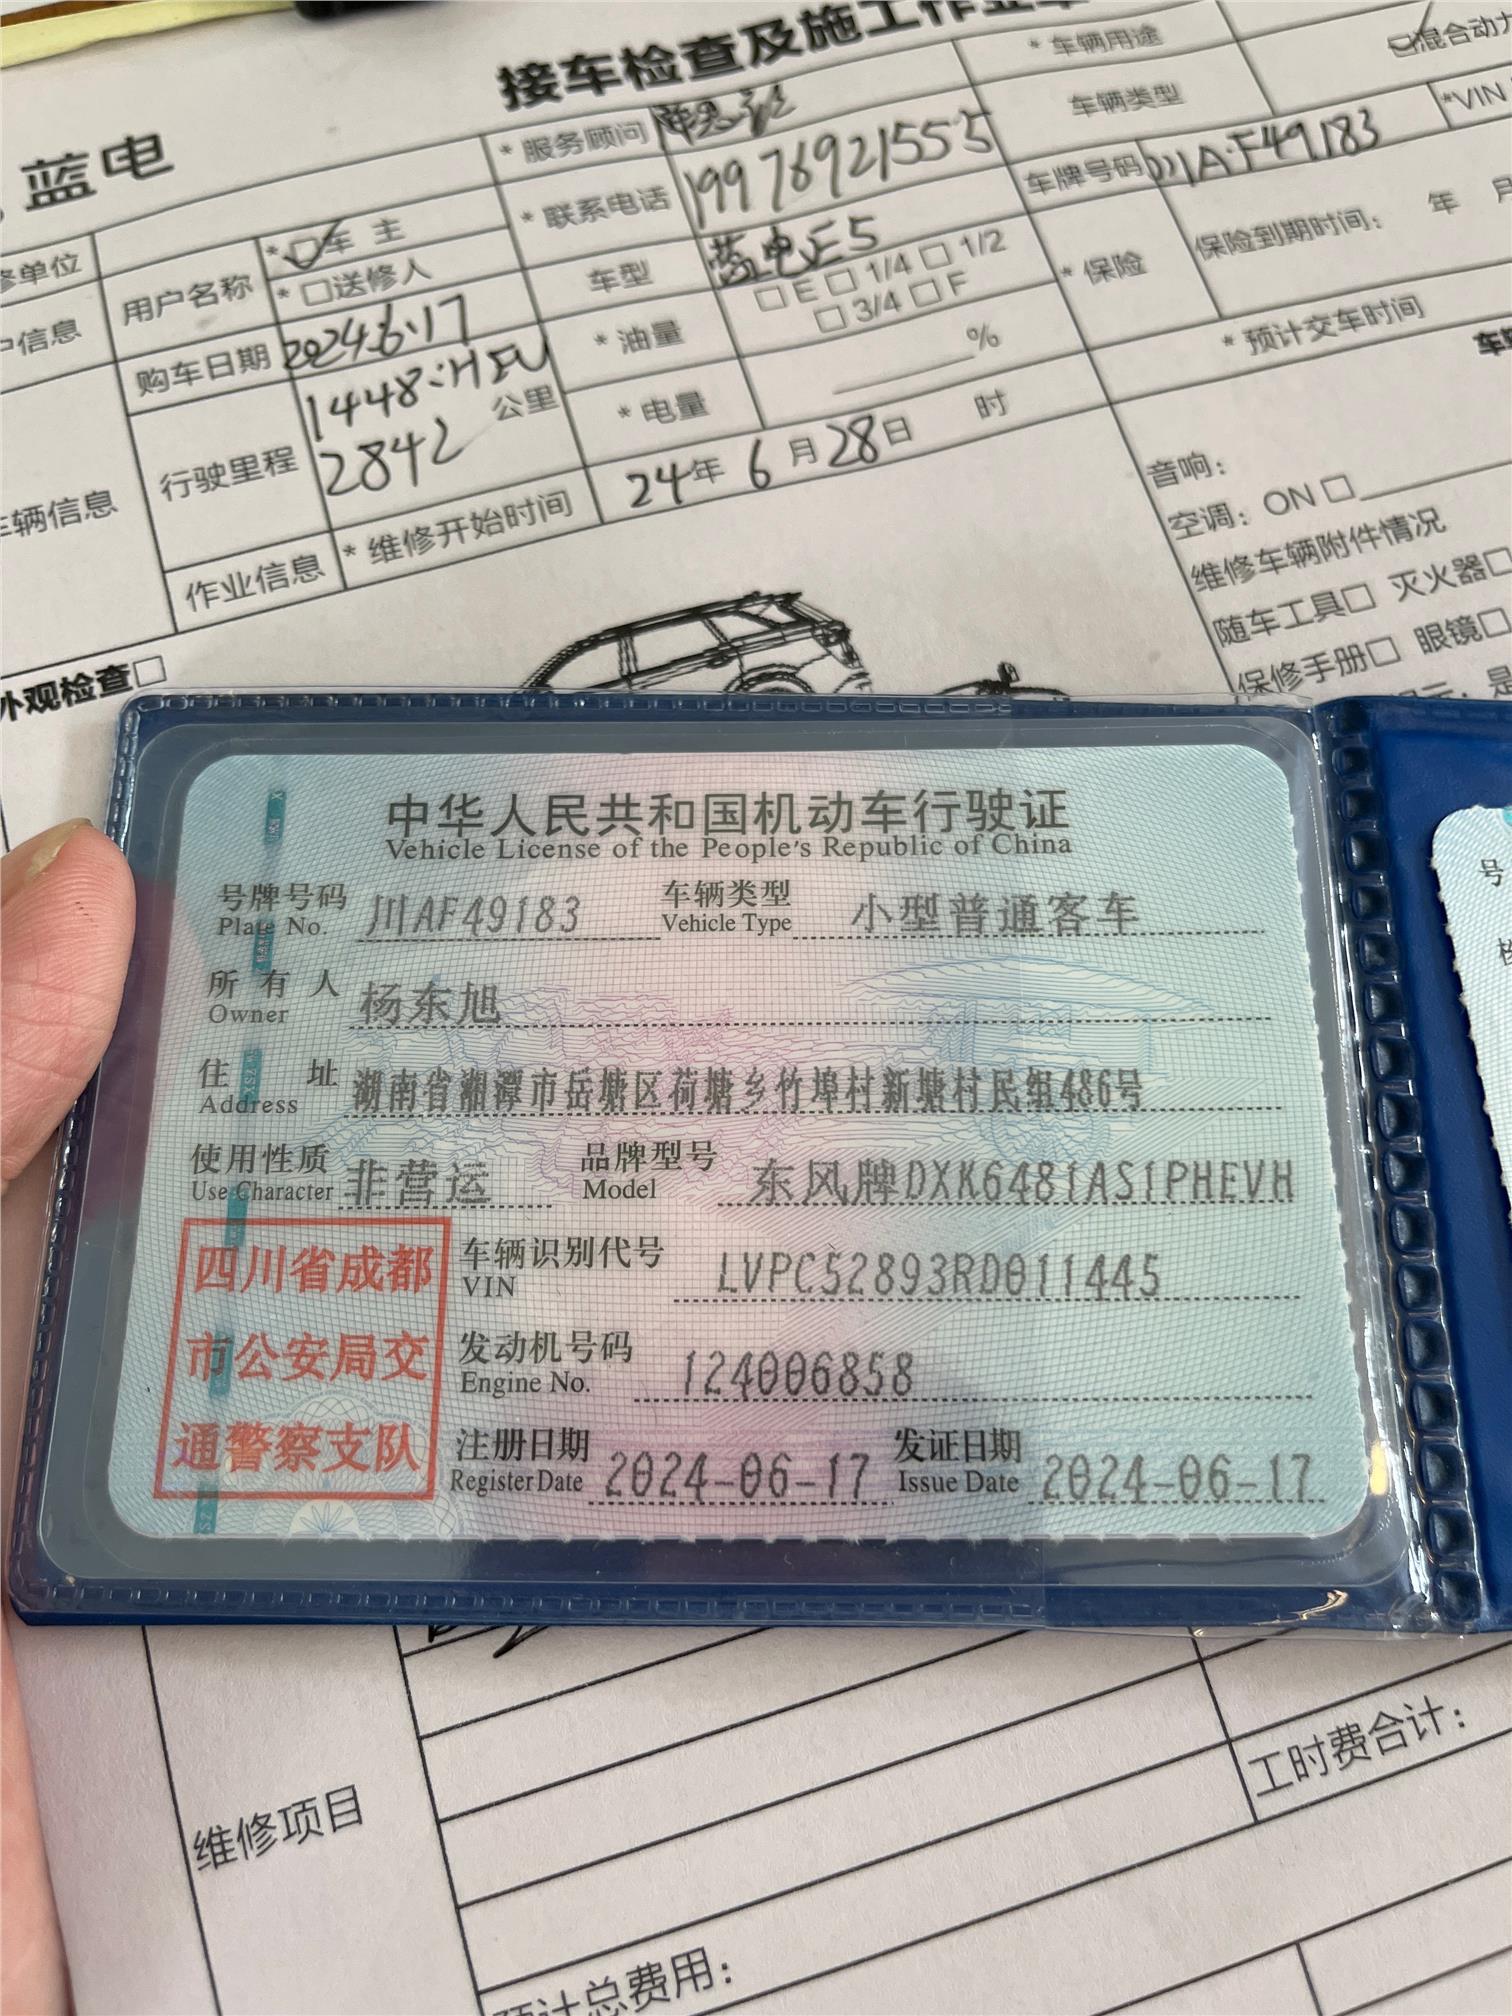 接车检查及施工作业单
蓝电
* 服务顾问
* 车辆用途
混合动力
修单位
* □车 主
* 联系电话 19976921555
车辆类型
*VIN
户信息
用户名称
* □送修人
车型 蓝电E5
车牌号码 川A·F49183
购车日期 2024.6.17
* 油量 □ E □ 1/4 □ 1/2
□ 3/4 □ F
* 保险
保险到期时间: 年 月
车辆信息
行驶里程 1448:HEV
2842 公里
* 电量 %
* 预计交车时间
作业信息
* 维修开始时间 24年 6 月 28日 时
音响:
空调: ON □
维修车辆附件情况
随车工具□ 灭火器□
保修手册□ 眼镜□
外观检查□
中华人民共和国机动车行驶证
Vehicle License of the People's Republic of China
号牌号码 川AF49183 车辆类型 小型普通客车
Plate No. Vehicle Type
所有人 杨东旭
Owner
住址 湖南省湘潭市岳塘区荷塘乡竹埠村新塘村民组486号
Address
使用性质 非营运 品牌型号 东风牌DXK6481AS1PHEVH
Use Character Model
四川省成都
市公安局交
通警察支队
车辆识别代号 LVPC52893RD011445
VIN
发动机号码 124006858
Engine No.
注册日期 2024-06-17 发证日期 2024-06-17
Register Date Issue Date
号
维修项目
工时费合计:
预计总费用: